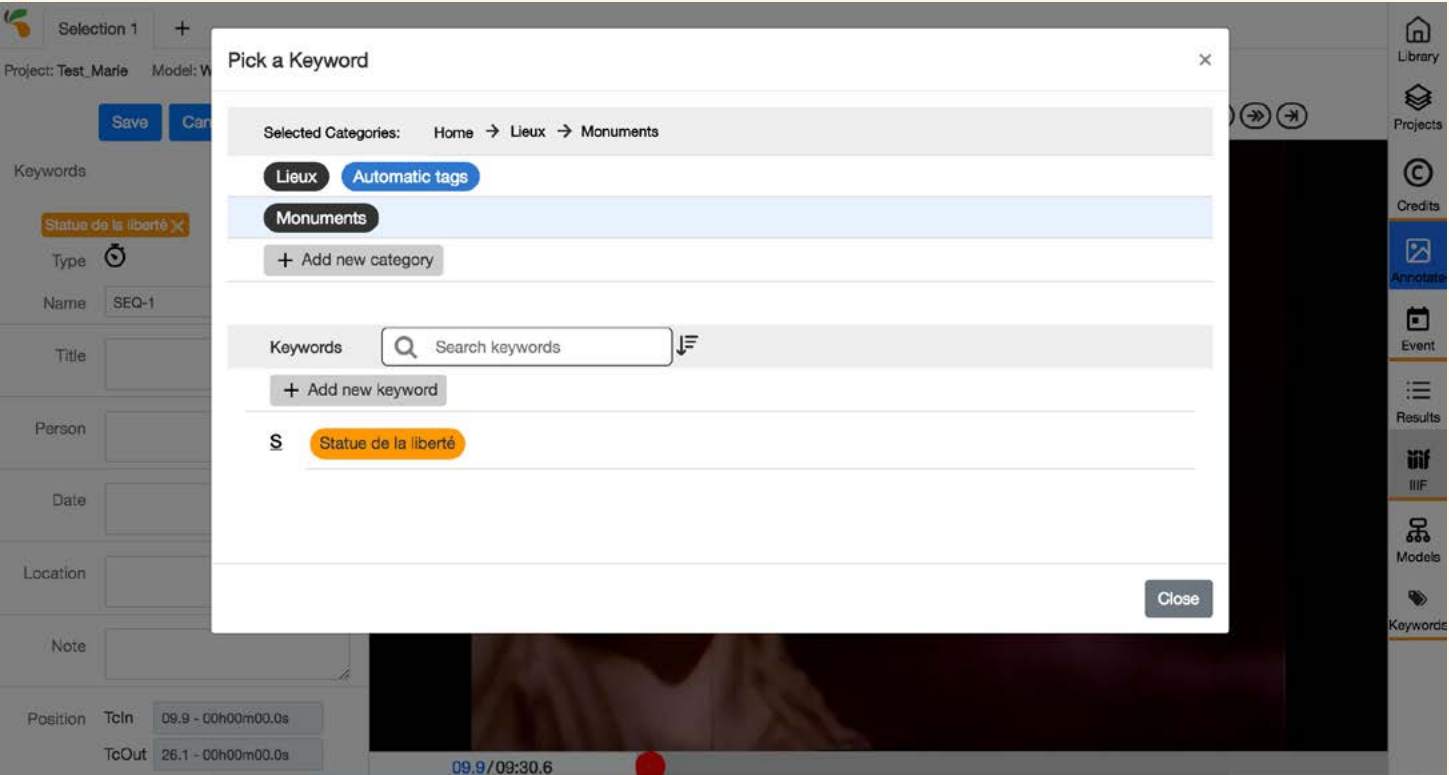 Selection 1 +
Project: Test_Marie Model: W
Save Can
Keywords
Statue de la liberté
Type
Name SEQ-1
Title
Person
Date
Location
Note
Position TcIn 09.9 - 00h00m00.0s
TcOut 26.1 - 00h00m00.0s
Pick a Keyword ×
Selected Categories: Home → Lieux → Monuments
Lieux Automatic tags
Monuments
+ Add new category
Keywords Search keywords
+ Add new keyword
S Statue de la liberté
Close
09.9/09:30.6
Library
Projects
Credits
Annotate
Event
Results
iiif
IIIF
Models
Keywords